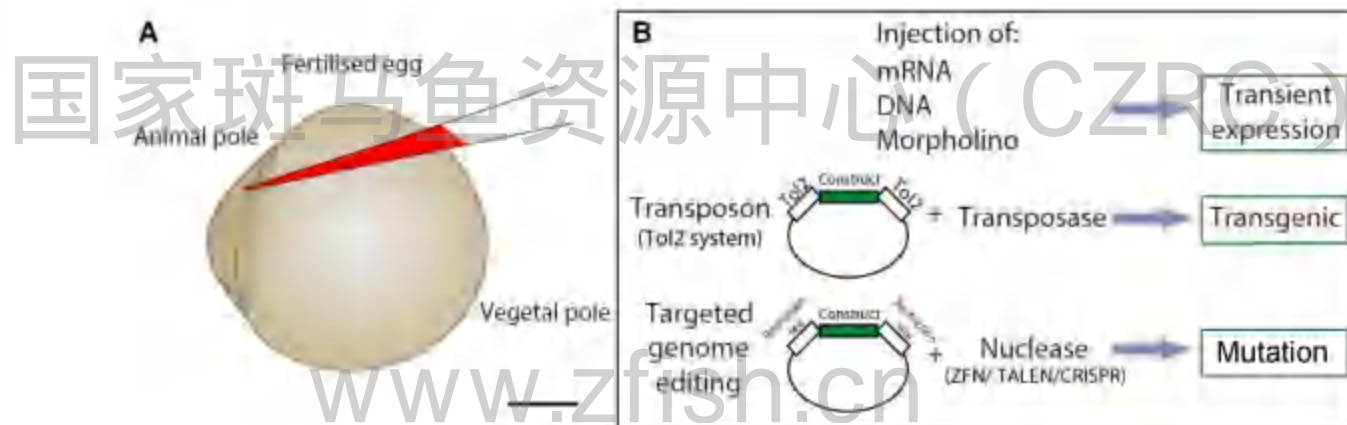 A
Fertilised egg
Animal pole
Vegetal pole
B
Injection of:
mRNA
DNA
Morpholino
Transient
expression
Transposon
(Tol2 system)
Tol2
Construct
Tol2
+
Transposase
Transgenic
Targeted
genome
editing
Construct
+
Nuclease
(ZFN/TALEN/CRISPR)
Mutation
国家斑马鱼资源中心（CZRC）
www.zfish.cn